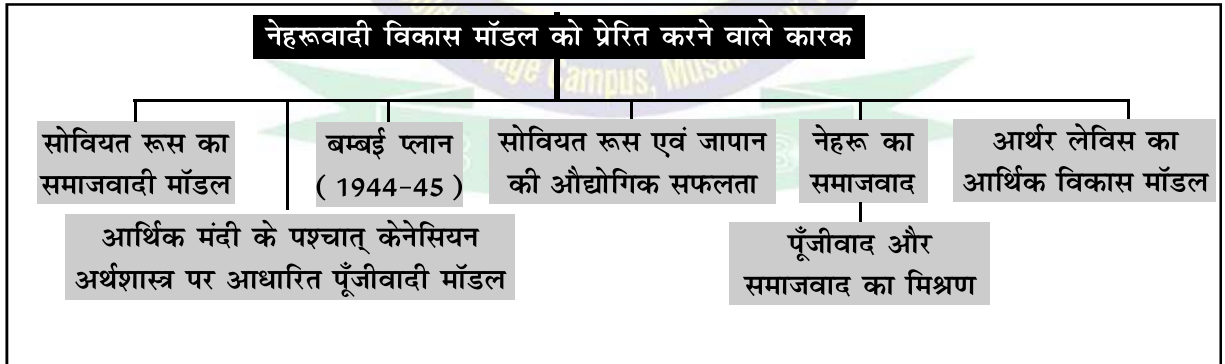 नेहरूवादी विकास मॉडल को प्रेरित करने वाले कारक
सोवियत रूस का
समाजवादी मॉडल
आर्थिक मंदी के पश्चात् केनेसियन
अर्थशास्त्र पर आधारित पूँजीवादी मॉडल
बम्बई प्लान
( 1944-45 )
सोवियत रूस एवं जापान
की औद्योगिक सफलता
नेहरू का
समाजवाद
पूँजीवाद और
समाजवाद का मिश्रण
आर्थर लेविस का
आर्थिक विकास मॉडल